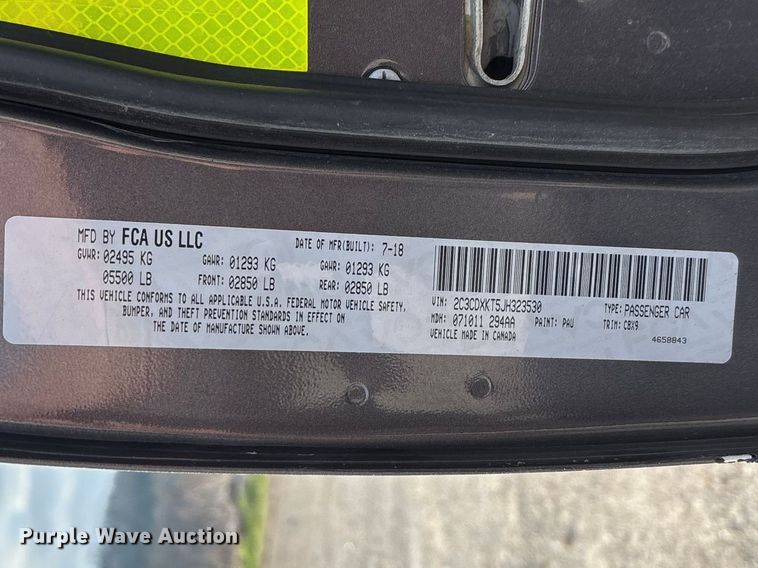 MFD BY FCA US LLC DATE OF MFR(BUILT): 7-18
GVWR: 02495 KG GAWR: 01293 KG GAWR: 01293 KG
05500 LB FRONT: 02850 LB REAR: 02850 LB
THIS VEHICLE CONFORMS TO ALL APPLICABLE U.S.A. FEDERAL MOTOR VEHICLE SAFETY,
BUMPER, AND THEFT PREVENTION STANDARDS IN EFFECT ON
THE DATE OF MANUFACTURE SHOWN ABOVE.
VIN: 2C3CDXKT5JH323530 TYPE: PASSENGER CAR
MDH: 071011 294AA PAINT: PAU TRIM: CBX9
VEHICLE MADE IN CANADA 4658843
Purple Wave Auction